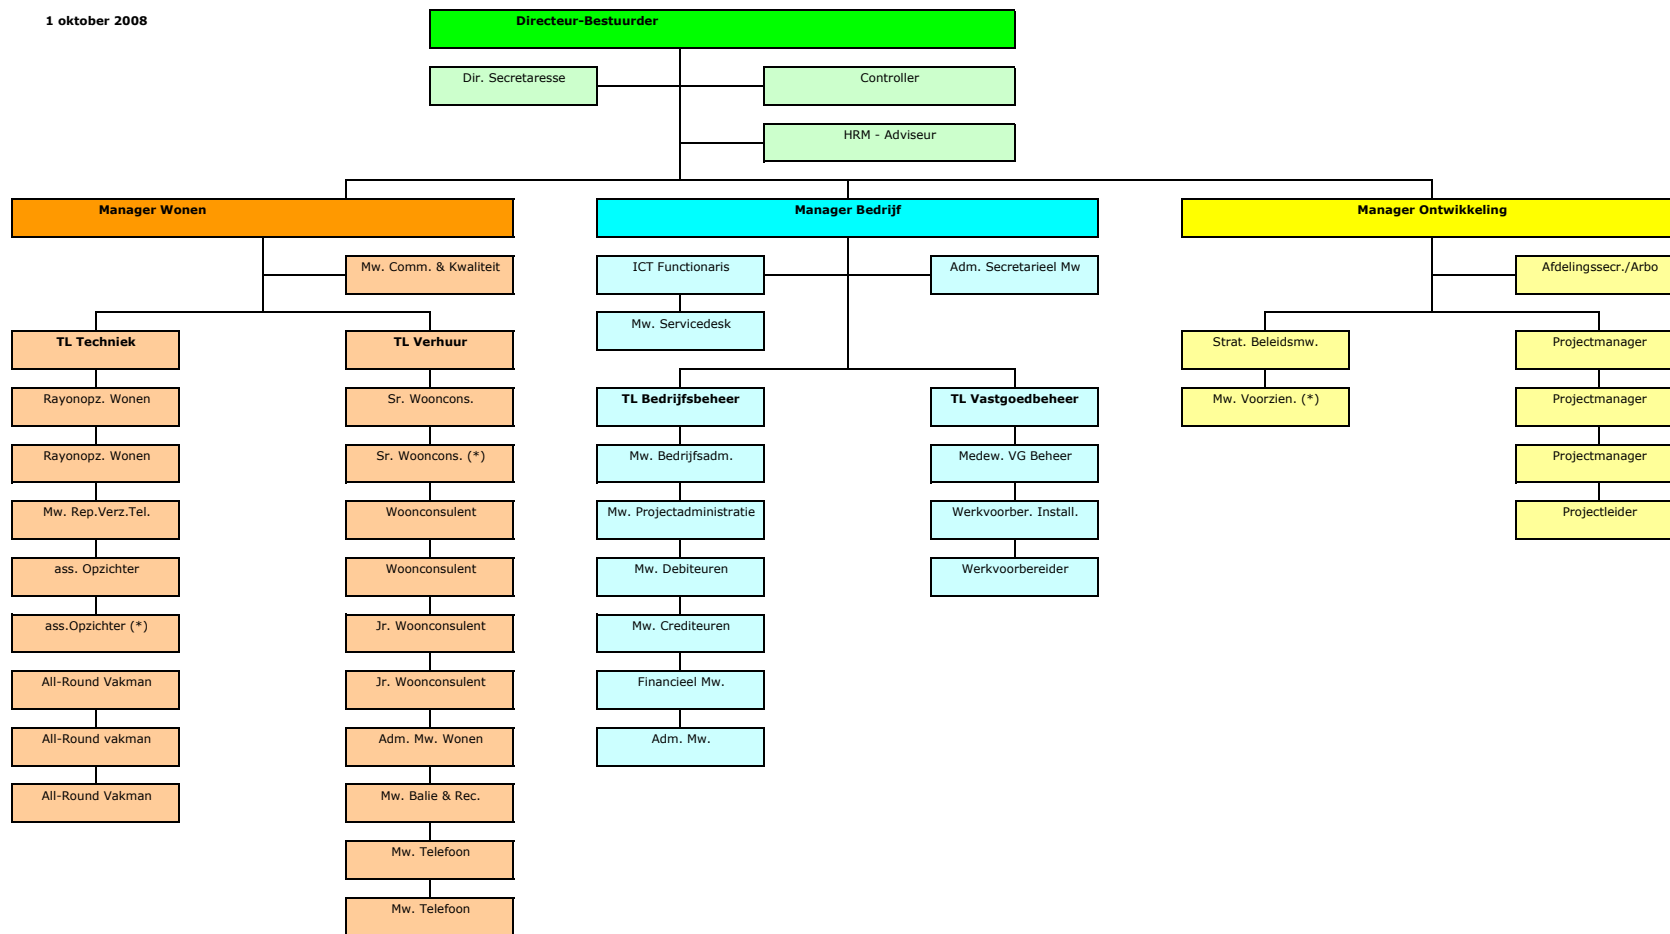 1 oktober 2008
Directeur-Bestuurder
Dir. Secretaresse
Controller
HRM - Adviseur
Manager Wonen
Mw. Comm. & Kwaliteit
TL Techniek
Rayonopz. Wonen
Rayonopz. Wonen
Mw. Rep.Verz.Tel.
ass. Opzichter
ass.Opzichter (*)
All-Round Vakman
All-Round vakman
All-Round Vakman
TL Verhuur
Sr. Wooncons.
Sr. Wooncons. (*)
Woonconsulent
Woonconsulent
Jr. Woonconsulent
Jr. Woonconsulent
Adm. Mw. Wonen
Mw. Balie & Rec.
Mw. Telefoon
Mw. Telefoon
Manager Bedrijf
ICT Functionaris
Adm. Secretarieel Mw
Mw. Servicedesk
TL Bedrijfsbeheer
Mw. Bedrijfsadm.
Mw. Projectadministratie
Mw. Debiteuren
Mw. Crediteuren
Financieel Mw.
Adm. Mw.
TL Vastgoedbeheer
Medew. VG Beheer
Werkvoorber. Install.
Werkvoorbereider
Manager Ontwikkeling
Afdelingssecr./Arbo
Strat. Beleidsmw.
Mw. Voorzien. (*)
Projectmanager
Projectmanager
Projectmanager
Projectleider